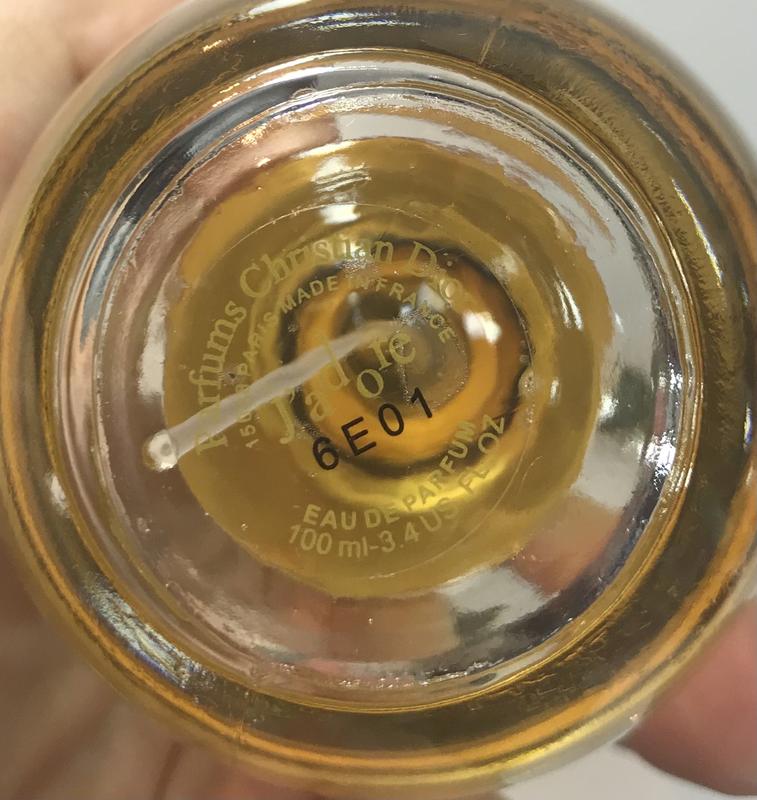 Parfums Christian Dior
PARIS MADE IN FRANCE
J'adore
6E01
EAU DE PARFUM
100 ml-3.4 US FL OZ